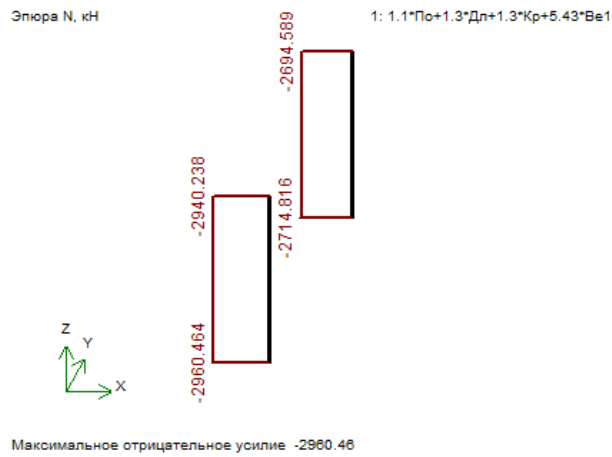 Эпюра N, кН
1: 1.1*По+1.3*Дл+1.3*Кр+5.43*Ве1
-2694.589
-2940.238
-2714.816
-2960.464
Z
Y
X
Максимальное отрицательное усилие -2960.46